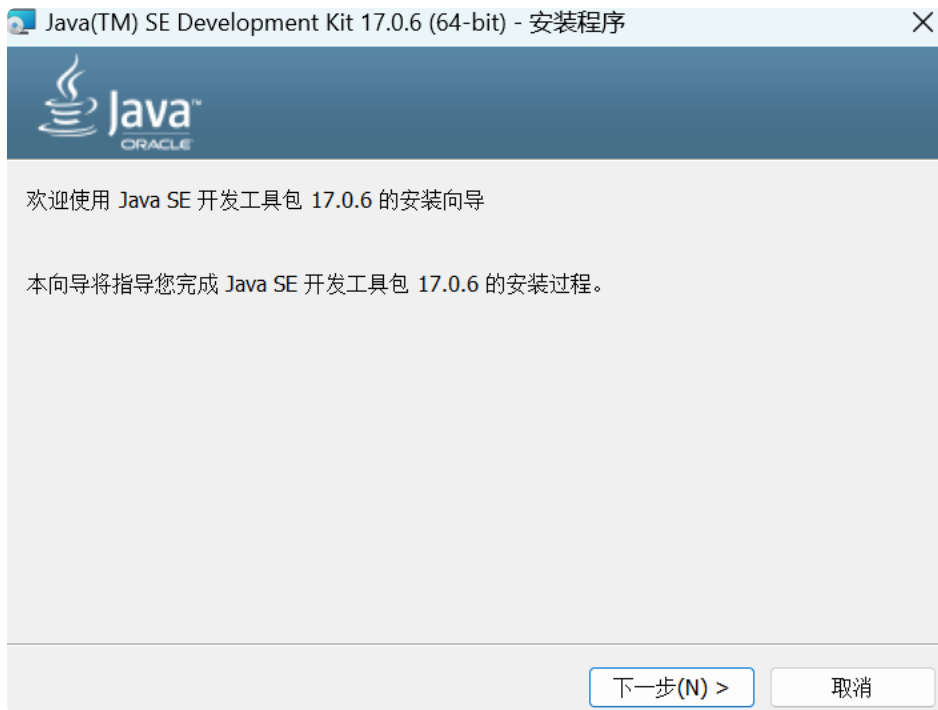 Java(TM) SE Development Kit 17.0.6 (64-bit) - 安装程序
Java™
ORACLE
欢迎使用 Java SE 开发工具包 17.0.6 的安装向导
本向导将指导您完成 Java SE 开发工具包 17.0.6 的安装过程。
下一步(N) >
取消